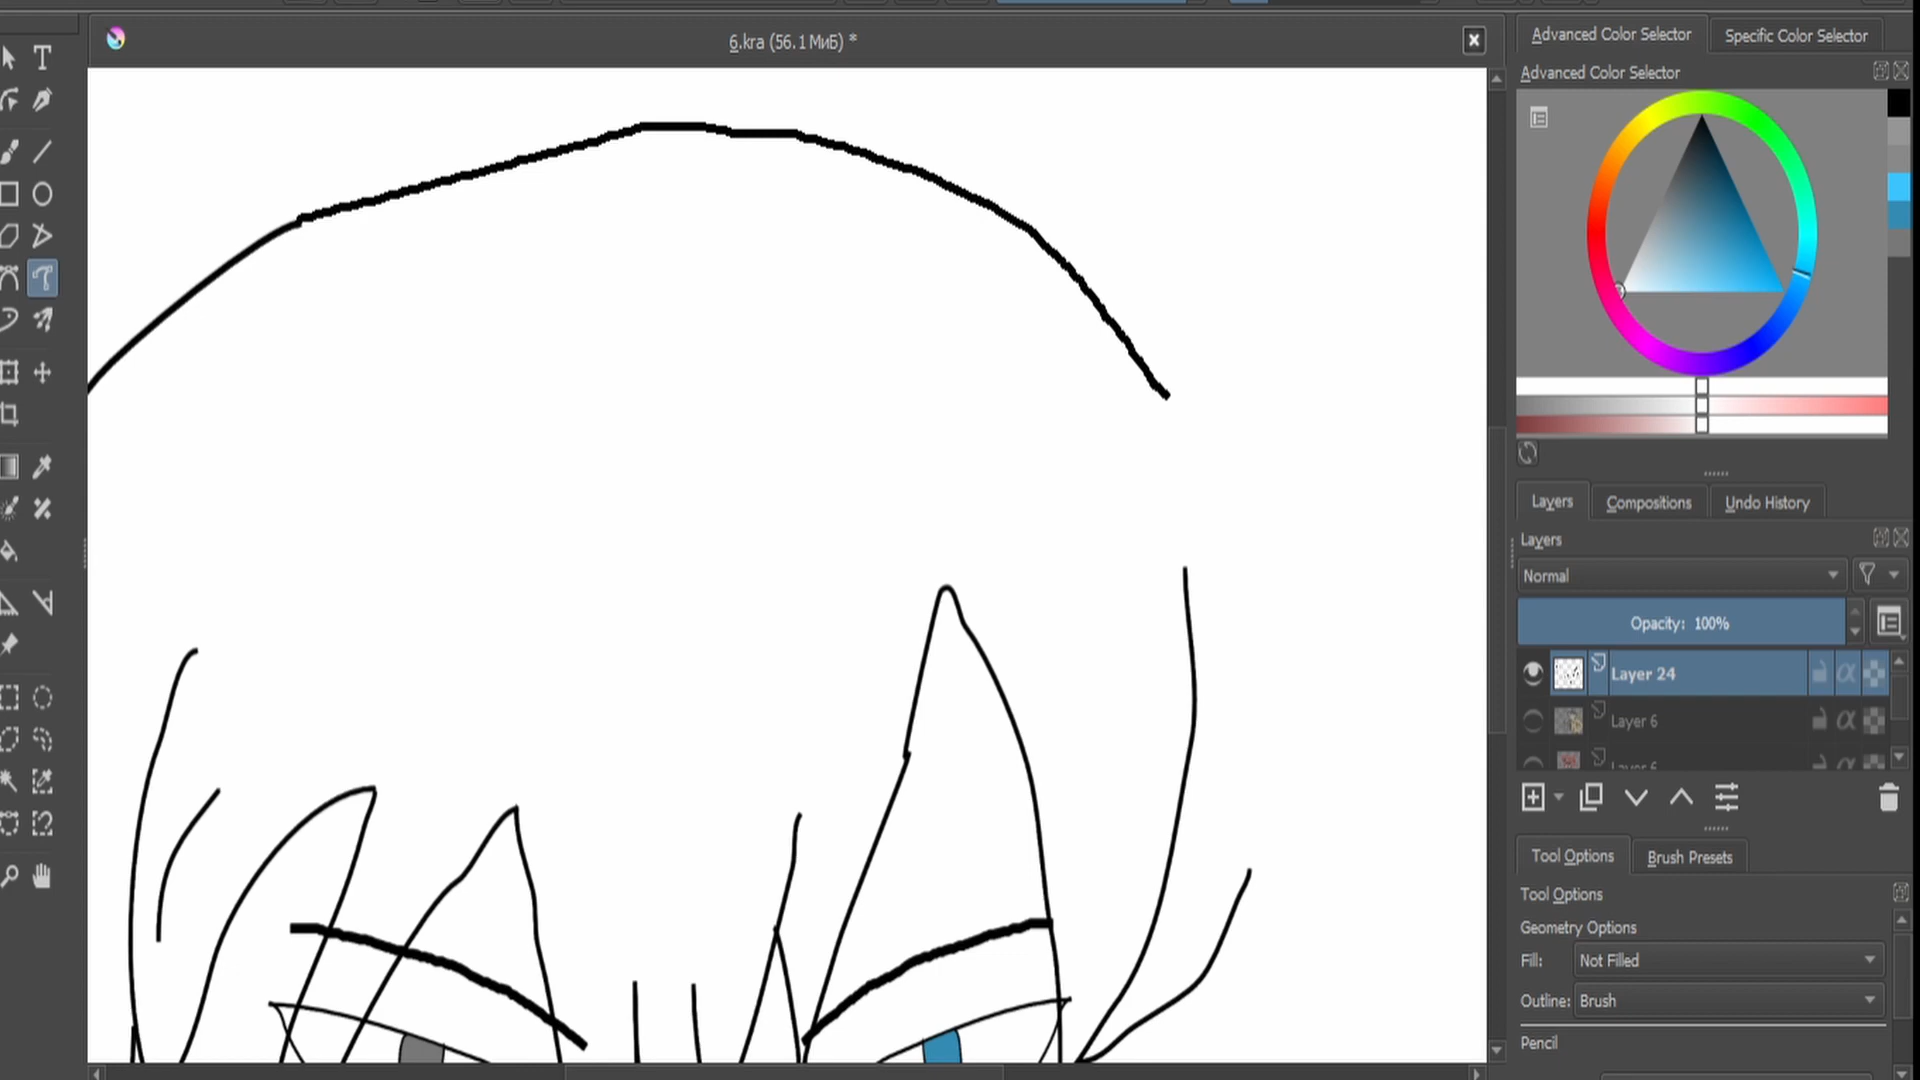 6.kra (56.1 МиБ) *
Advanced Color Selector
Specific Color Selector
Advanced Color Selector
Layers
Compositions
Undo History
Layers
Normal
Opacity: 100%
Layer 24
Layer 6
Layer 6
Tool Options
Brush Presets
Tool Options
Geometry Options
Fill:
Not Filled
Outline:
Brush
Pencil